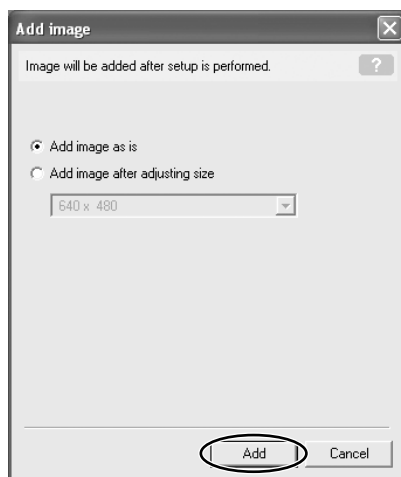 Add image
Image will be added after setup is performed.
?
Add image as is
Add image after adjusting size
640 x 480
Add
Cancel